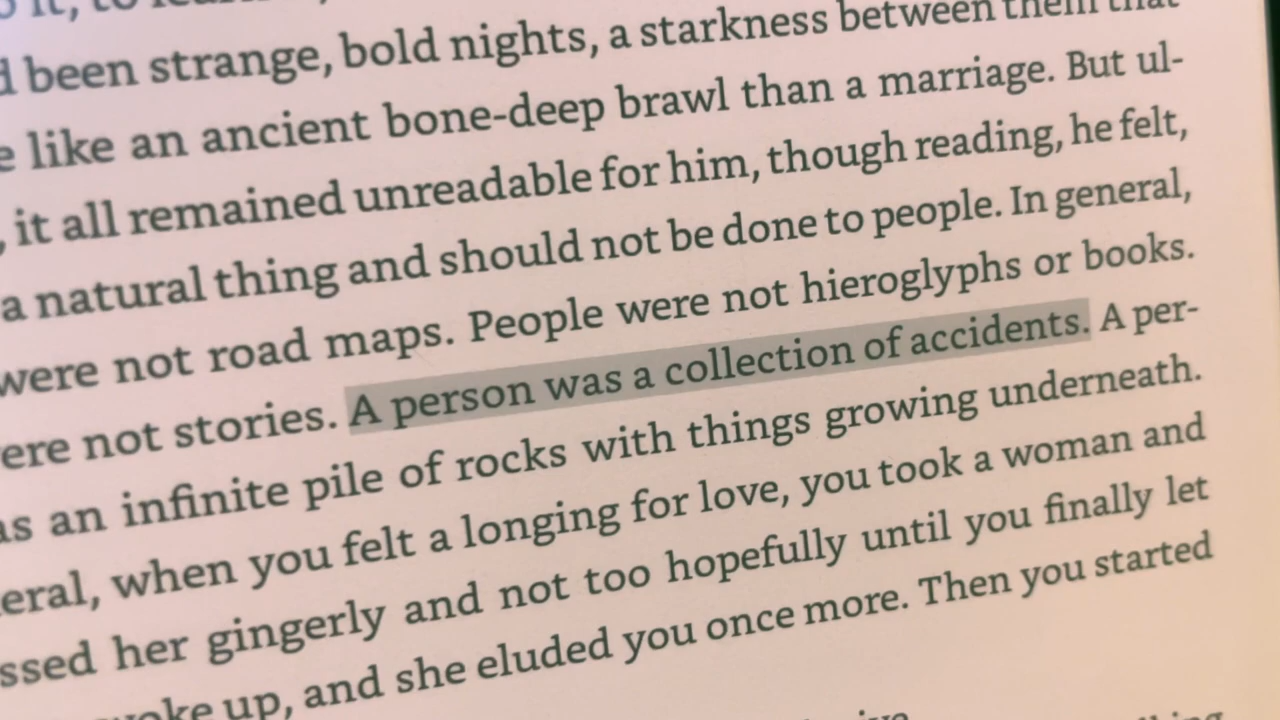 it, to
been strange, bold nights, a starkness between them that
like an ancient bone-deep brawl than a marriage. But ul-
, it all remained unreadable for him, though reading, he felt,
a natural thing and should not be done to people. In general,
were not road maps. People were not hieroglyphs or books.
ere not stories. A person was a collection of accidents. A per-
as an infinite pile of rocks with things growing underneath.
eral, when you felt a longing for love, you took a woman and
ssed her gingerly and not too hopefully until you finally let
woke up, and she eluded you once more. Then you started